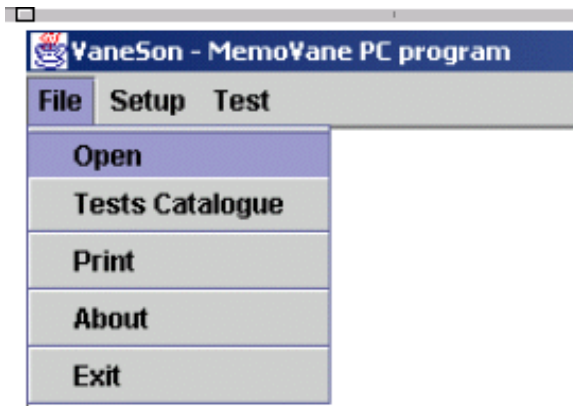 VaneSon - MemoVane PC program
File Setup Test
Open
Tests Catalogue
Print
About
Exit